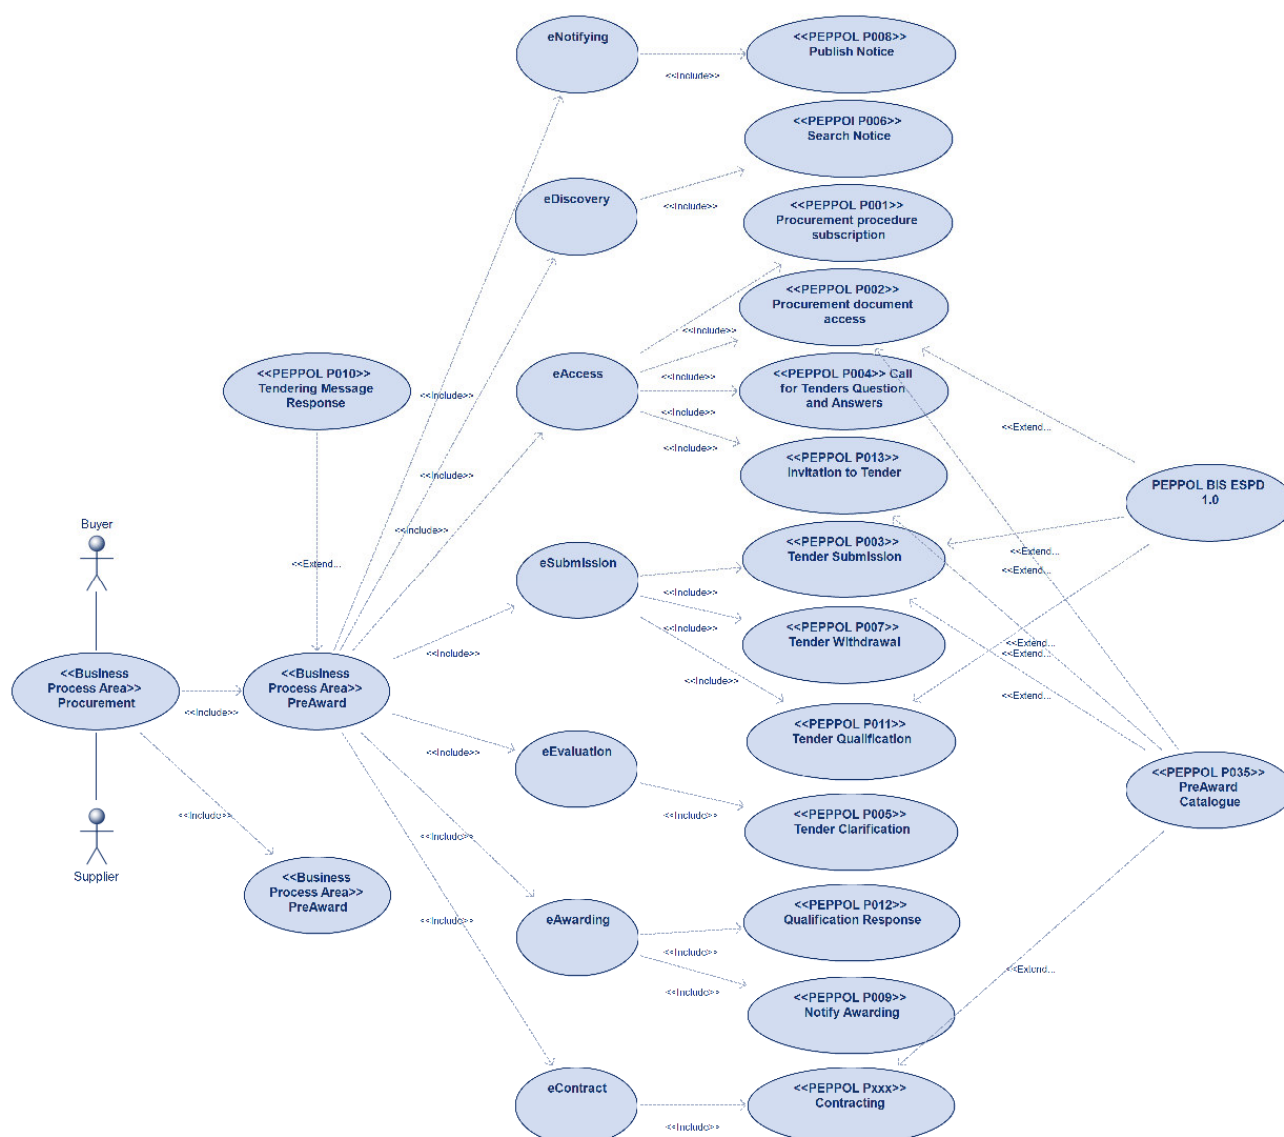 eNotifying
<<PEPPOL P008>>
Publish Notice
<<Include>>
<<PEPPOI P006>>
Search Notice
eDiscovery
<<Include>>
<<PEPPOL P001>>
Procurement procedure
subscription
<<PEPPOL P002>>
Procurement document
access
<<Include>>
<<PEPPOL P010>>
Tendering Message
Response
<<Include>>
eAccess
<<Include>>
<<PEPPOL P004>> Call
for Tenders Question
and Answers
<<Include>>
<<Extend...
<<PEPPOL P013>>
Invitation to Tender
<<Include>>
<<Include>>
PEPPOL BIS ESPD
1.0
Buyer
<<Include>>
<<Extend...
eSubmission
<<Include>>
<<PEPPOL P003>>
Tender Submission
<<Extend...
<<Extend...
<<Include>>
<<PEPPOL P007>>
Tender Withdrawal
<<Extend...
<<Extend...
<<Include>>
<<Include>>
<<Business
Process Area>>
Procurement
<<Include>>
<<Business
Process Area>>
PreAward
<<Extend...
<<PEPPOL P011>>
Tender Qualification
eEvaluation
<<Include>>
<<PEPPOL P035>>
PreAward
Catalogue
<<Include>>
<<Include>>
<<Include>>
<<PEPPOL P005>>
Tender Clarification
Supplier
<<Business
Process Area>>
PreAward
<<Include>>
eAwarding
<<PEPPOL P012>>
Qualification Response
<<Include>>
<<Include>>
<<PEPPOL P009>>
Notify Awarding
<<Extend...
eContract
<<Include>>
<<PEPPOL Pxxx>>
Contracting